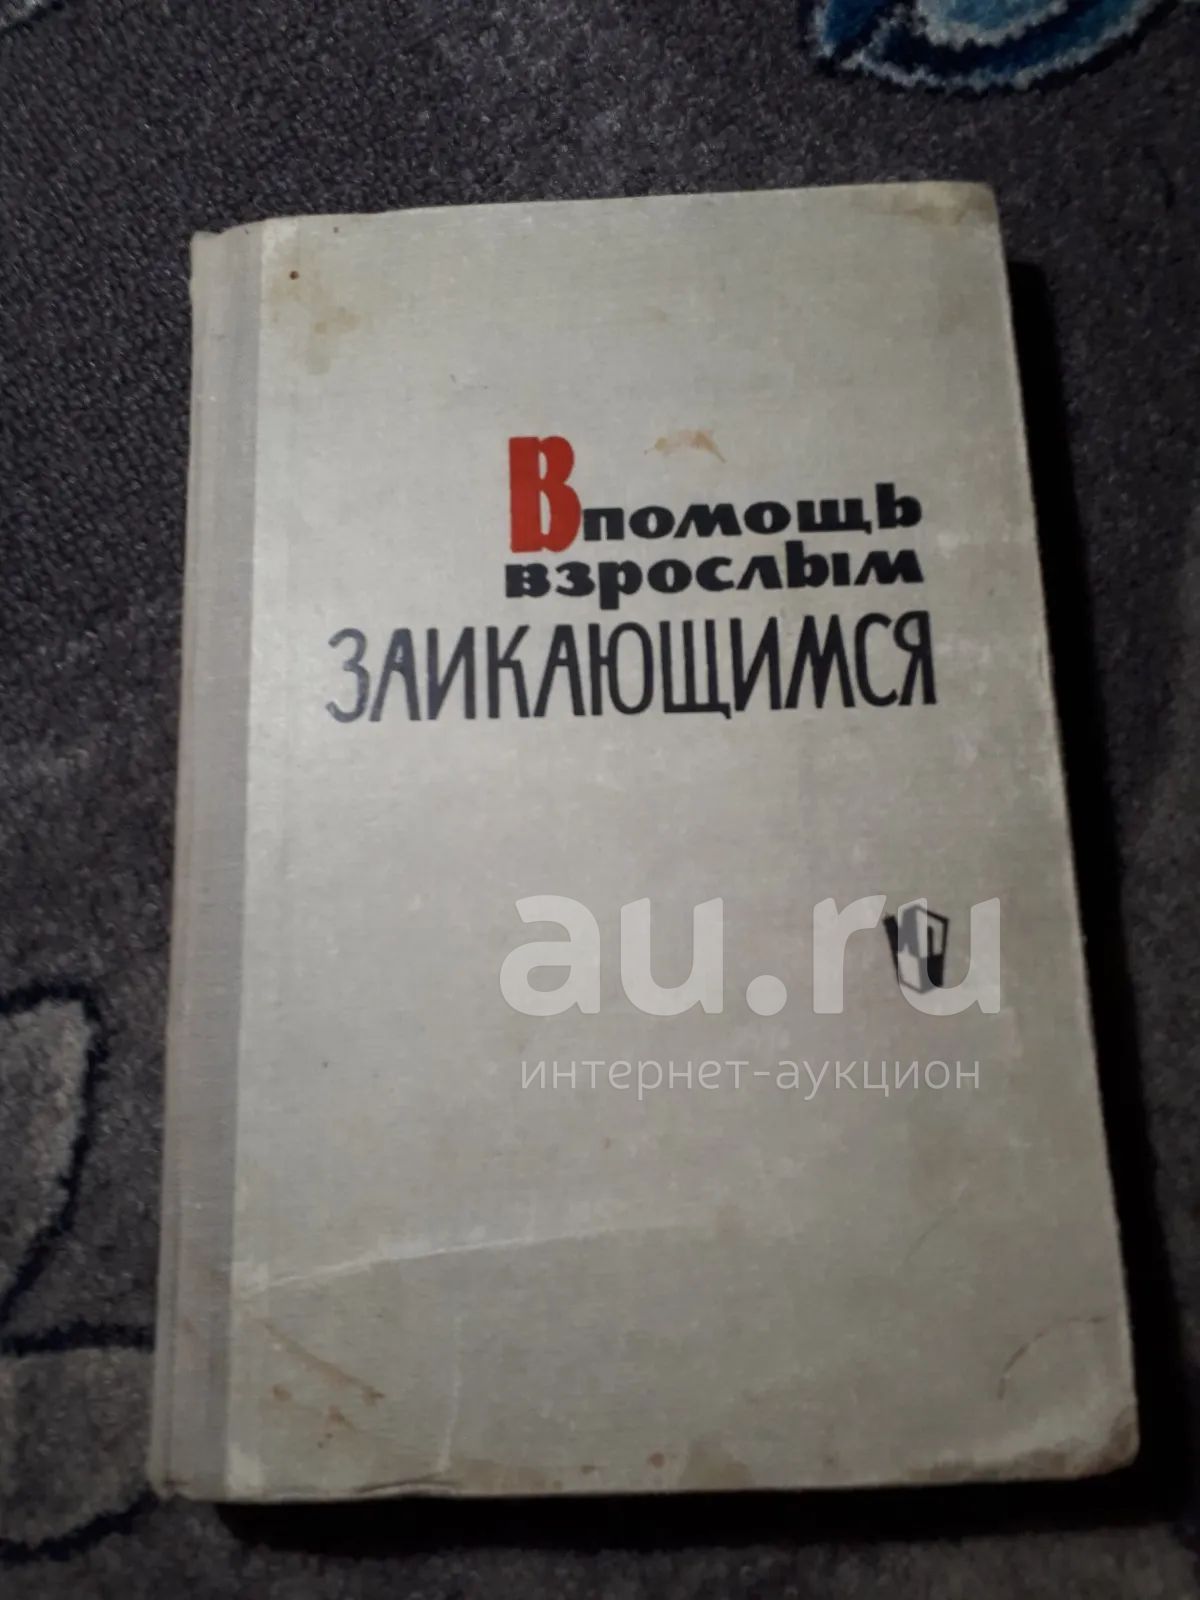 В помощь
взрослым
ЗАИКАЮЩИМСЯ
au.ru
интернет-аукцион